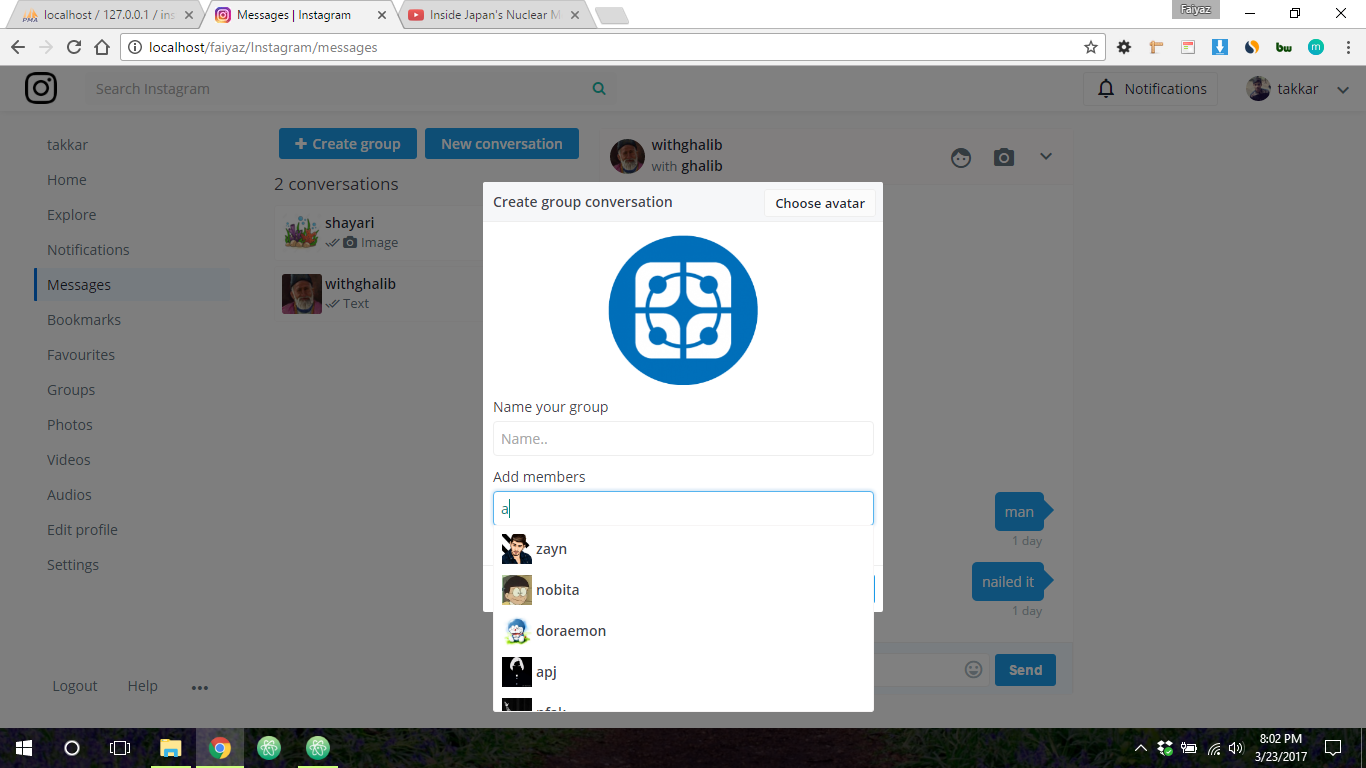 localhost / 127.0.0.1 / ins
Messages | Instagram
Inside Japan's Nuclear M
Faiyaz
localhost/faiyaz/Instagram/messages
Search Instagram
Notifications
takkar
takkar
Home
Explore
Notifications
Messages
Bookmarks
Favourites
Groups
Photos
Videos
Audios
Edit profile
Settings
Logout
Help
Create group
New conversation
2 conversations
shayari
Image
withghalib
Text
withghalib
with ghalib
Create group conversation
Choose avatar
Name your group
Name..
Add members
a
zayn
nobita
doraemon
apj
man
1 day
nailed it
1 day
Send
8:02 PM
3/23/2017